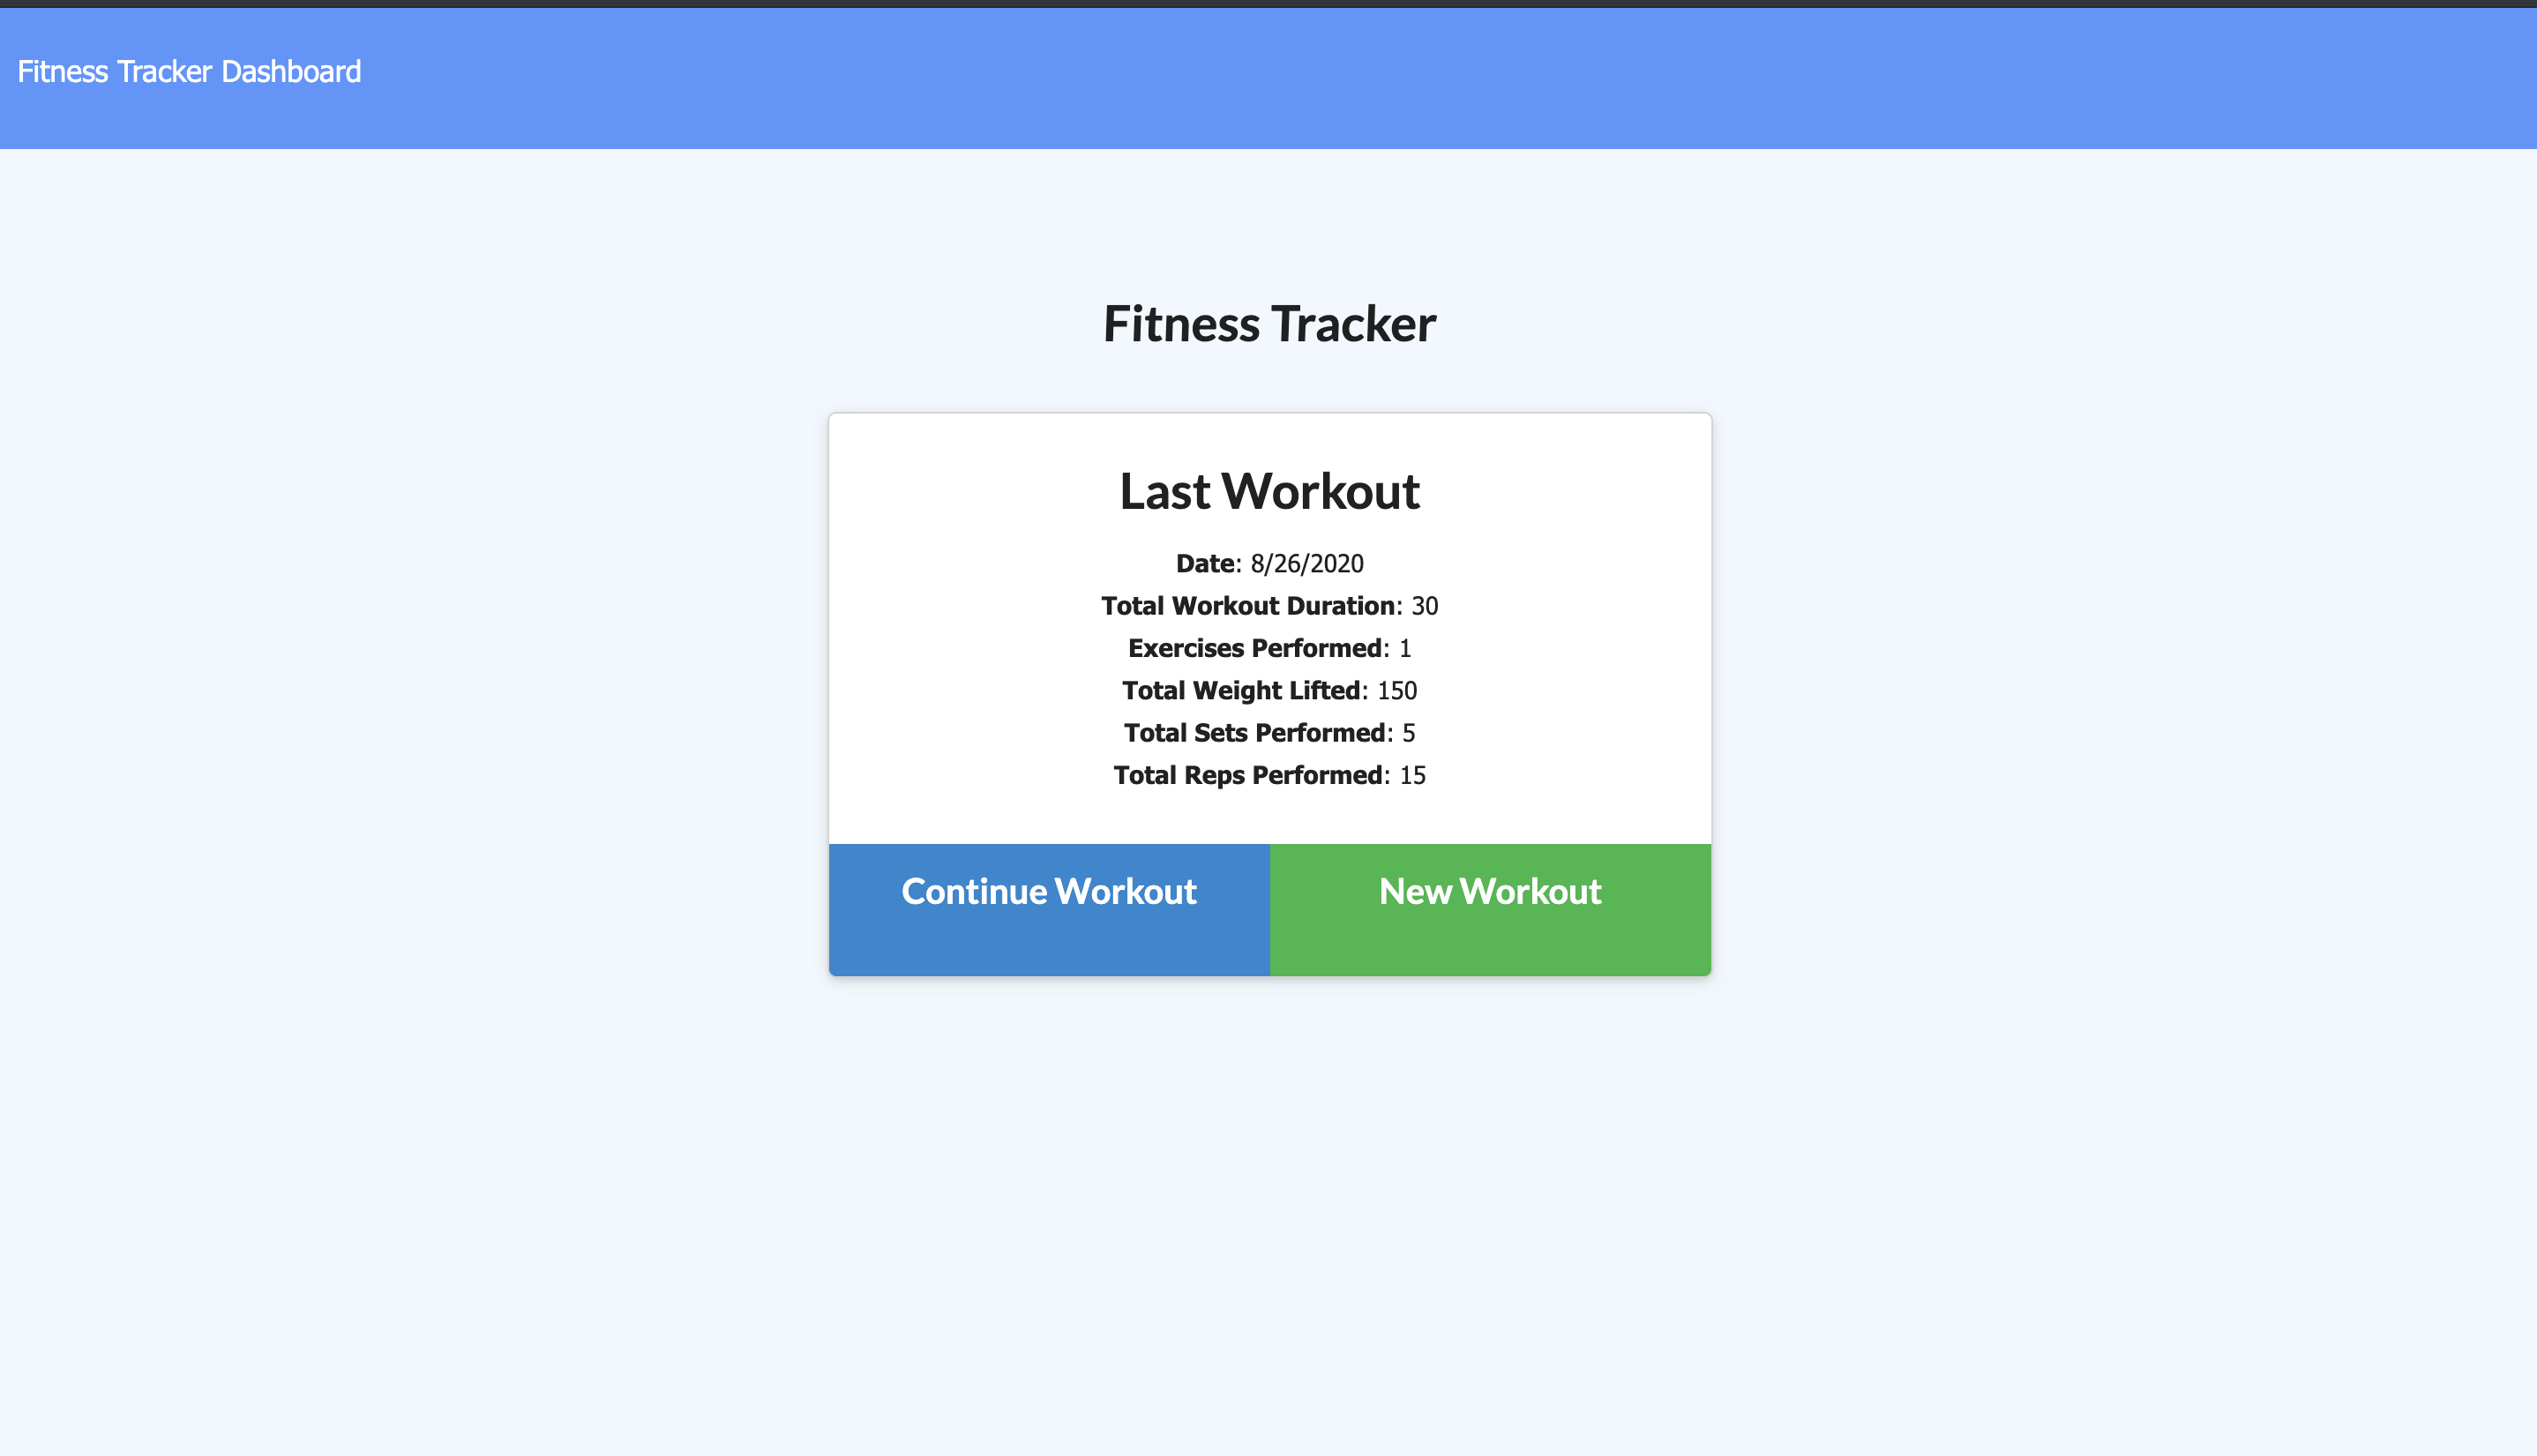 Fitness Tracker Dashboard
Fitness Tracker
Last Workout
Date: 8/26/2020
Total Workout Duration: 30
Exercises Performed: 1
Total Weight Lifted: 150
Total Sets Performed: 5
Total Reps Performed: 15
Continue Workout
New Workout